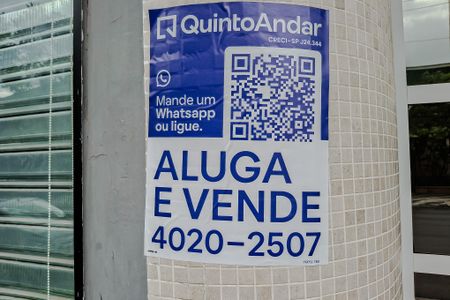 QuintoAndar
CRECI-SP J24.344
Mande um
Whatsapp
ou ligue.
ALUGA
E VENDE
4020-2507